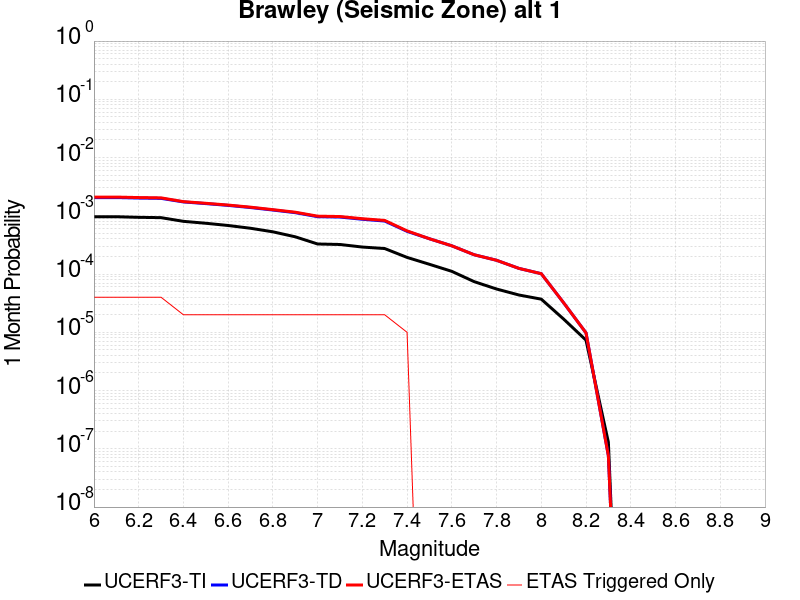 Brawley (Seismic Zone) alt 1
10^0
10^-1
10^-2
10^-3
10^-4
10^-5
10^-6
10^-7
10^-8
1 Month Probability
6 6.2 6.4 6.6 6.8 7 7.2 7.4 7.6 7.8 8 8.2 8.4 8.6 8.8 9
Magnitude
UCERF3-TI UCERF3-TD UCERF3-ETAS ETAS Triggered Only